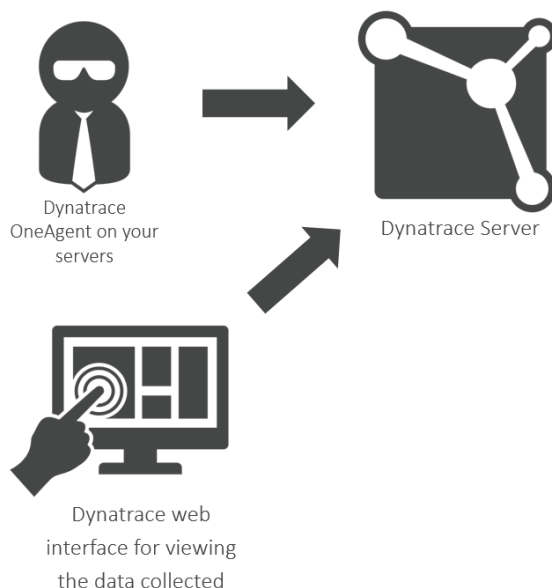 Dynatrace
OneAgent on your
servers
Dynatrace Server
Dynatrace web
interface for viewing
the data collected